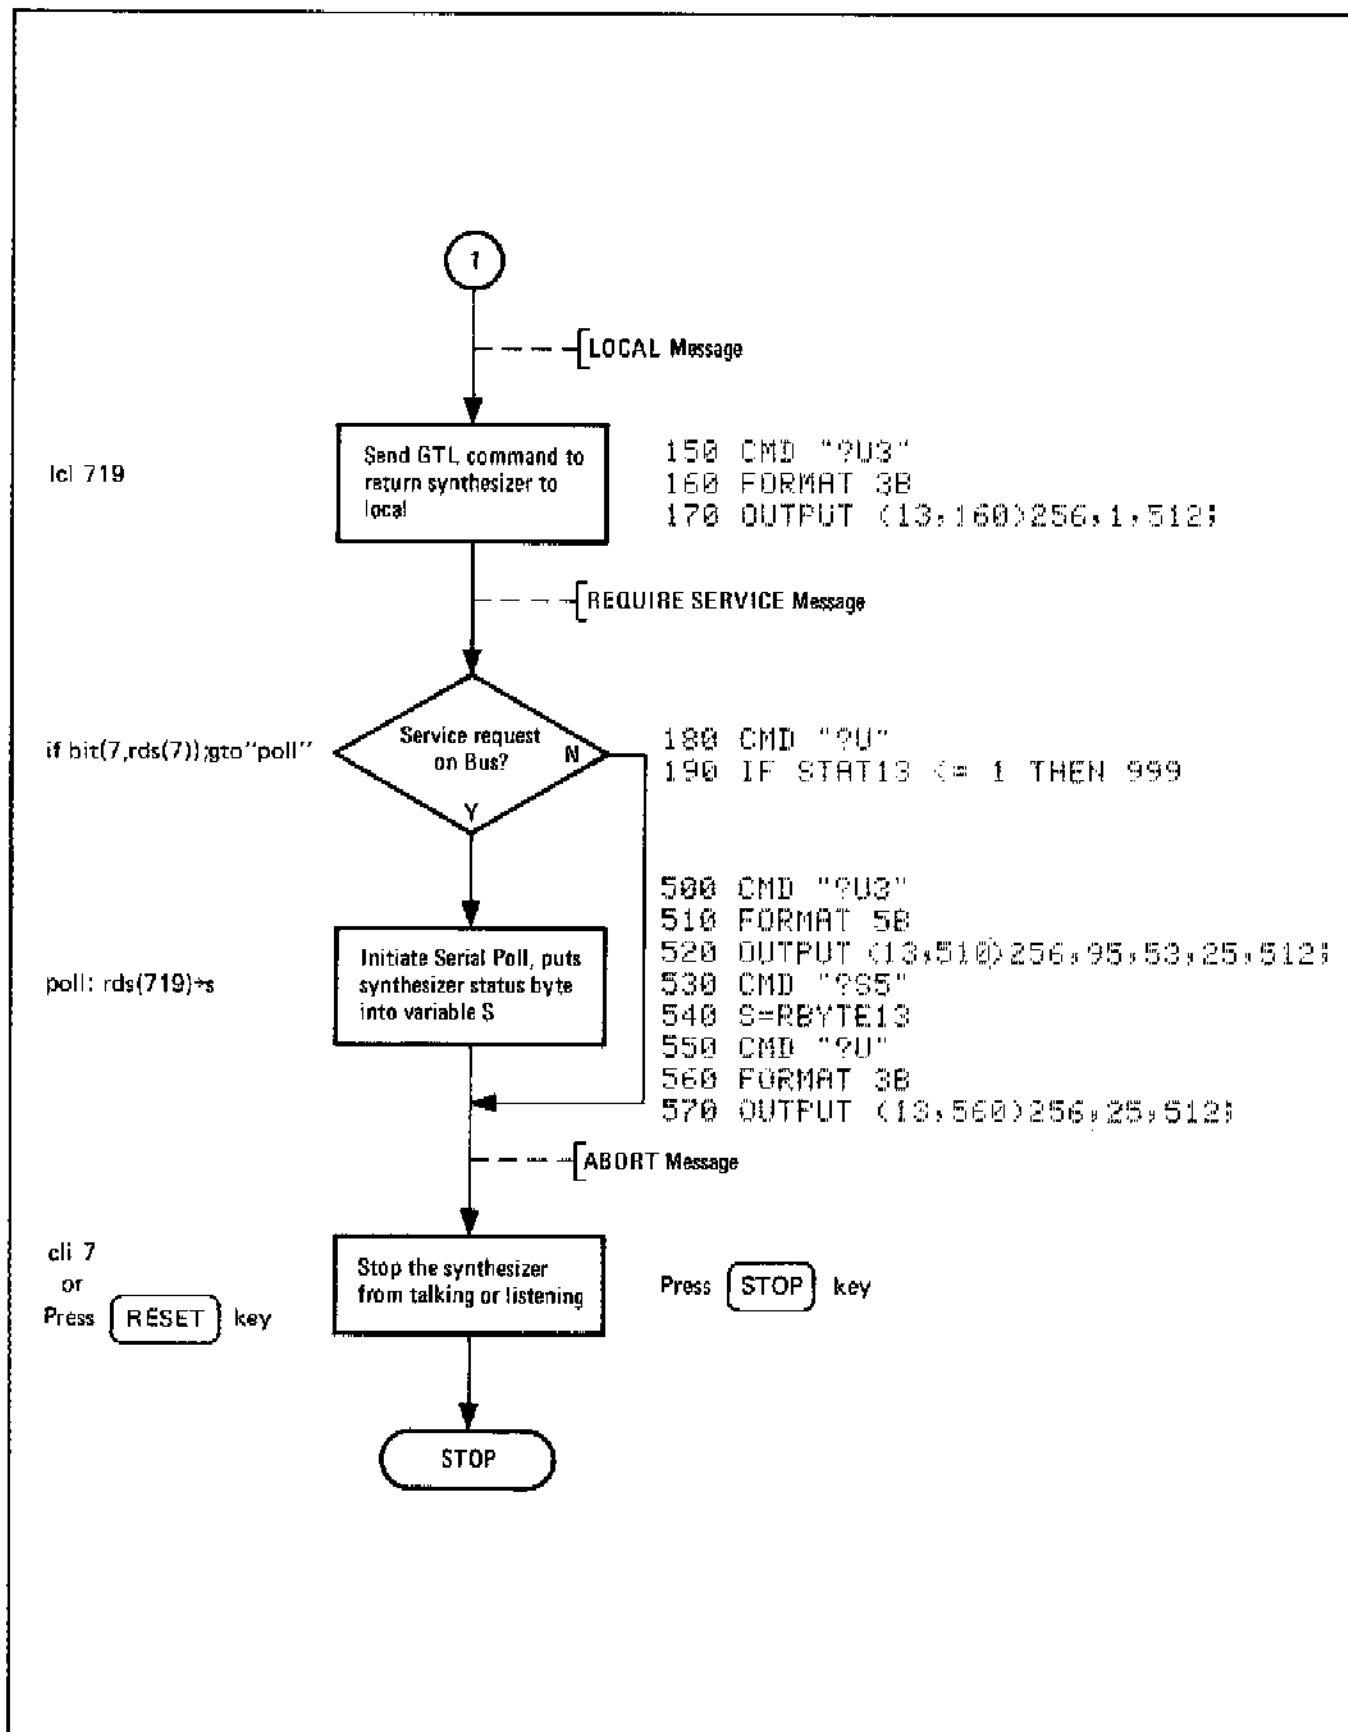 1
LOCAL Message
lcl 719
Send GTL command to
return synthesizer to
local
150 CMD "?U3"
160 FORMAT 3B
170 OUTPUT (13,160)256,1,512;
REQUIRE SERVICE Message
if bit(7,rds(7));gto"poll"
Service request
on Bus?
N
Y
180 CMD "?U"
190 IF STAT13 <= 1 THEN 999
poll: rds(719)→s
Initiate Serial Poll, puts
synthesizer status byte
into variable S
500 CMD "?U3"
510 FORMAT 5B
520 OUTPUT (13,510)256,95,53,25,512;
530 CMD "?S5"
540 S=RBYTE13
550 CMD "?U"
560 FORMAT 3B
570 OUTPUT (13,560)256,25,512;
ABORT Message
cli 7
or
Press RESET key
Stop the synthesizer
from talking or listening
Press STOP key
STOP